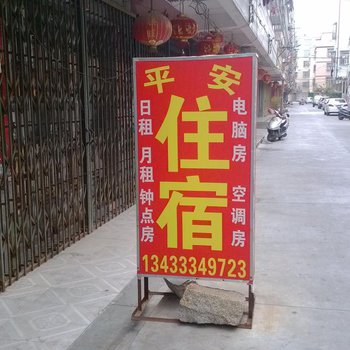 平安
住宿
日租 月租 钟点房
电脑房 空调房
13433349723